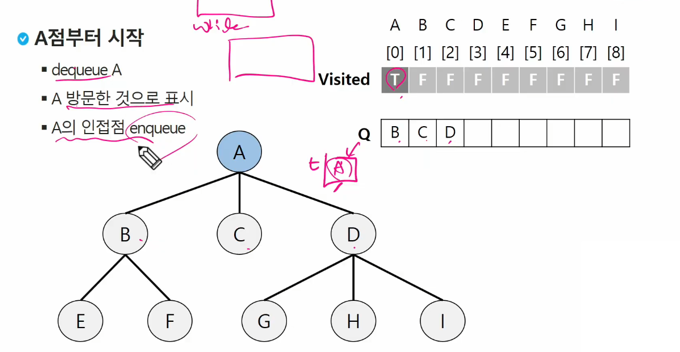 while
A점부터 시작
dequeue A
A 방문한 것으로 표시
A의 인접점 enqueue
A B C D E F G H I
[0] [1] [2] [3] [4] [5] [6] [7] [8]
Visited T F F F F F F F F
Q B C D
t A
A
B C D
E F G H I